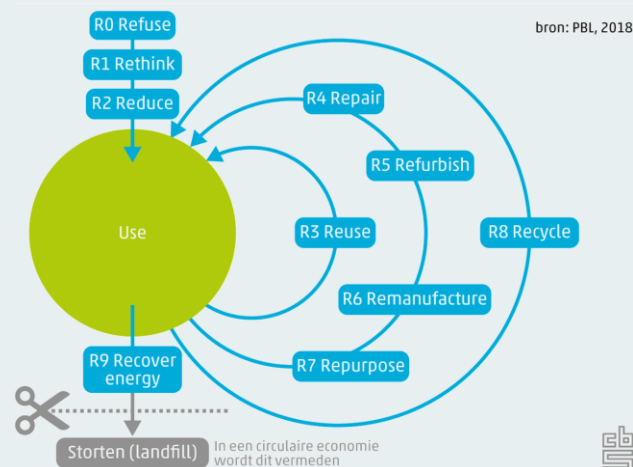 R0 Refuse
bron: PBL, 2018
R1 Rethink
R2 Reduce
R4 Repair
R5 Refurbish
Use
R3 Reuse
R8 Recycle
R6 Remanufacture
R7 Repurpose
R9 Recover
energy
Storten (landfill)
In een circulaire economie
wordt dit vermeden
cbs